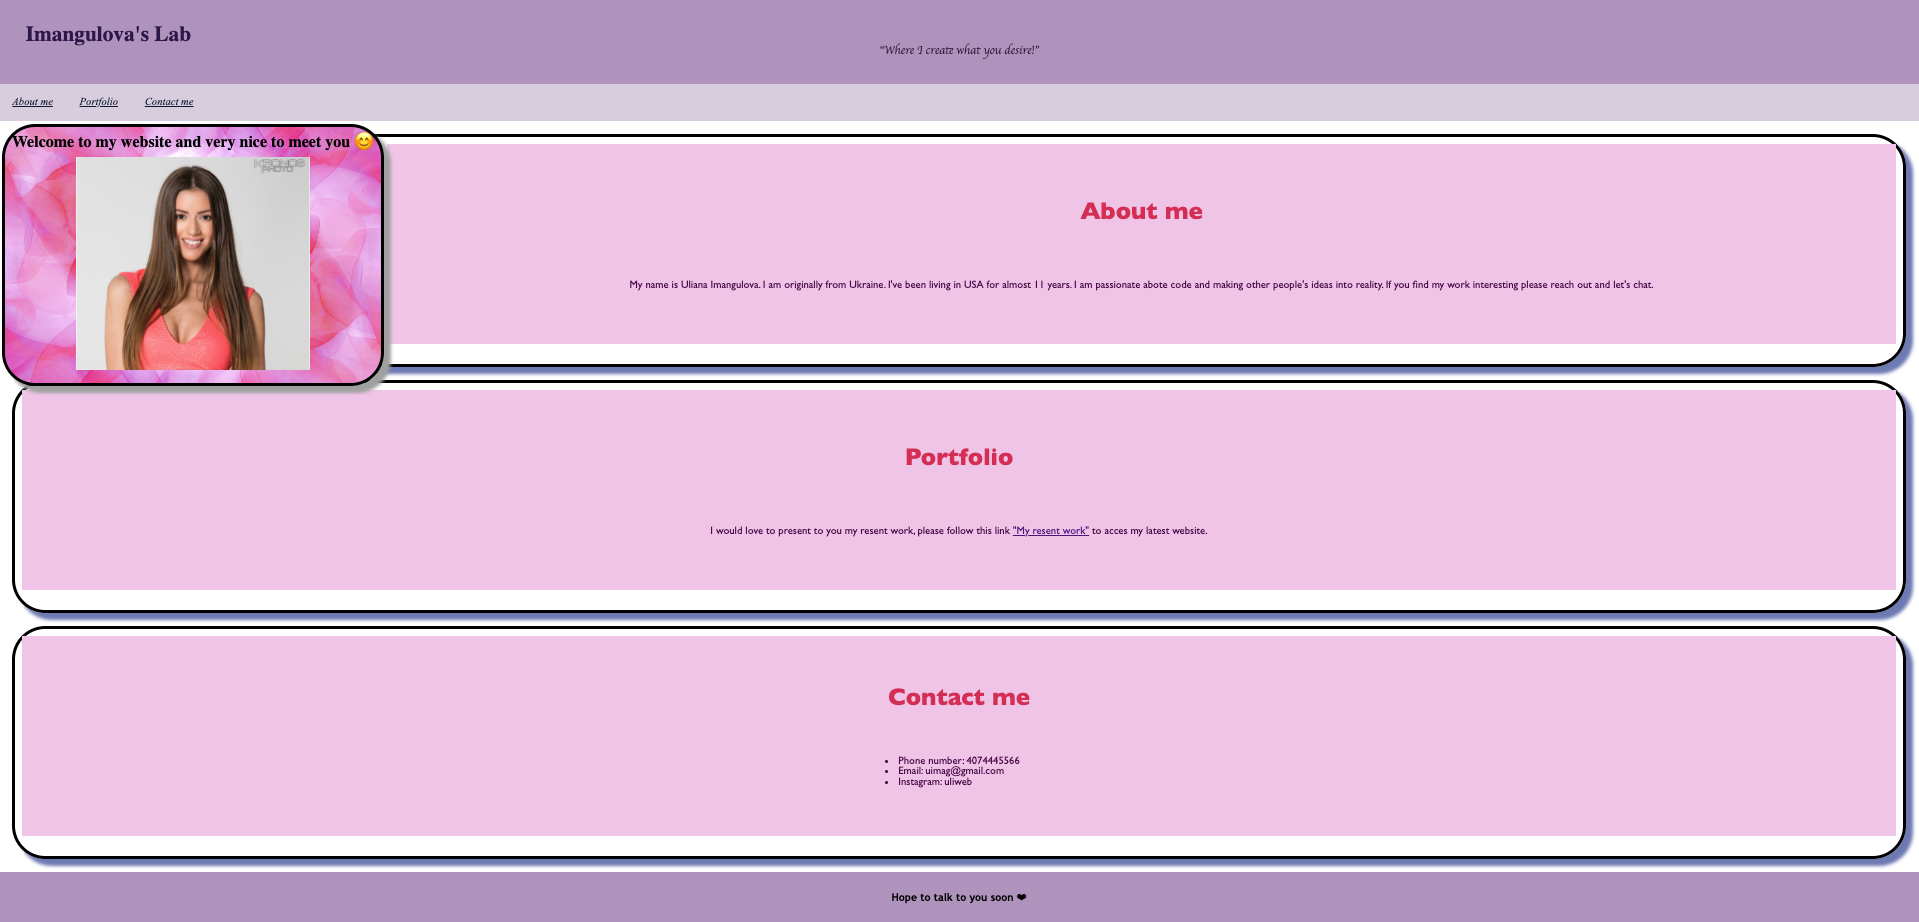 Imangulova's Lab
“Where I create what you desire!”
About me Portfolio Contact me
Welcome to my website and very nice to meet you 😊
KRONOS
PHOTO
About me
My name is Uliana Imangulova. I am originally from Ukraine. I've been living in USA for almost 11 years. I am passionate abote code and making other people's ideas into reality. If you find my work interesting please reach out and let's chat.
Portfolio
I would love to present to you my resent work, please follow this link "My resent work" to acces my latest website.
Contact me
• Phone number: 4074445566
• Email: uimag@gmail.com
• Instagram: uliweb
Hope to talk to you soon ❤